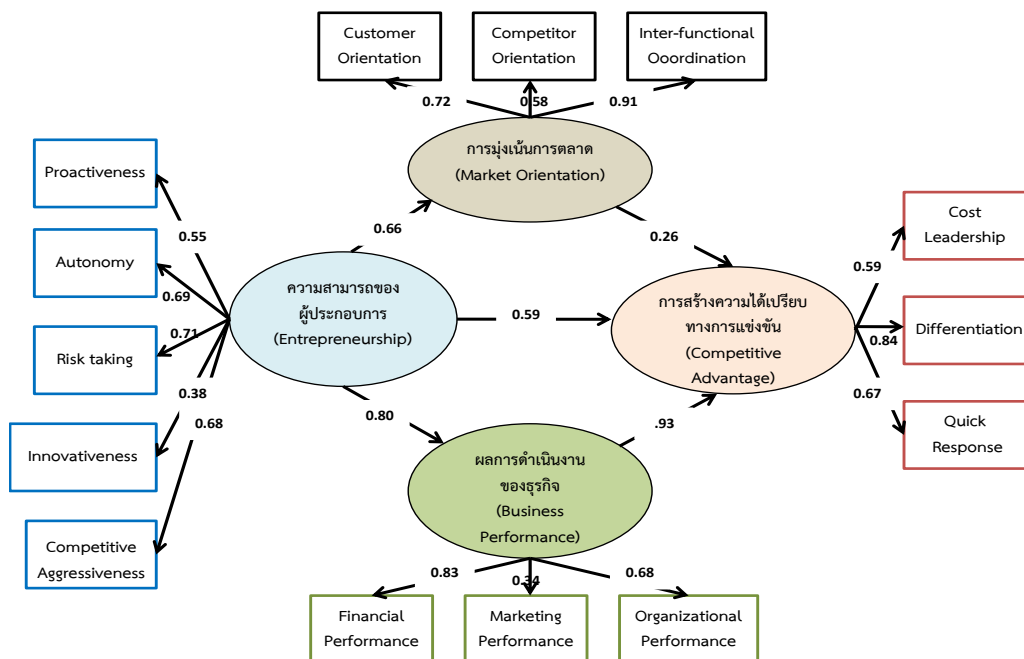 Customer
Orientation
Competitor
Orientation
Inter-functional
Ooordination
0.72
0.58
0.91
การมุ่งเน้นการตลาด
(Market Orientation)
Proactiveness
Autonomy
Risk taking
Innovativeness
Competitive
Aggressiveness
0.55
0.69
0.71
0.38
0.68
ความสามารถของ
ผู้ประกอบการ
(Entrepreneurship)
0.66
0.59
0.80
0.26
.93
การสร้างความได้เปรียบ
ทางการแข่งขัน
(Competitive
Advantage)
0.59
0.84
0.67
Cost
Leadership
Differentiation
Quick
Response
ผลการดำเนินงาน
ของธุรกิจ
(Business
Performance)
0.83
0.34
0.68
Financial
Performance
Marketing
Performance
Organizational
Performance